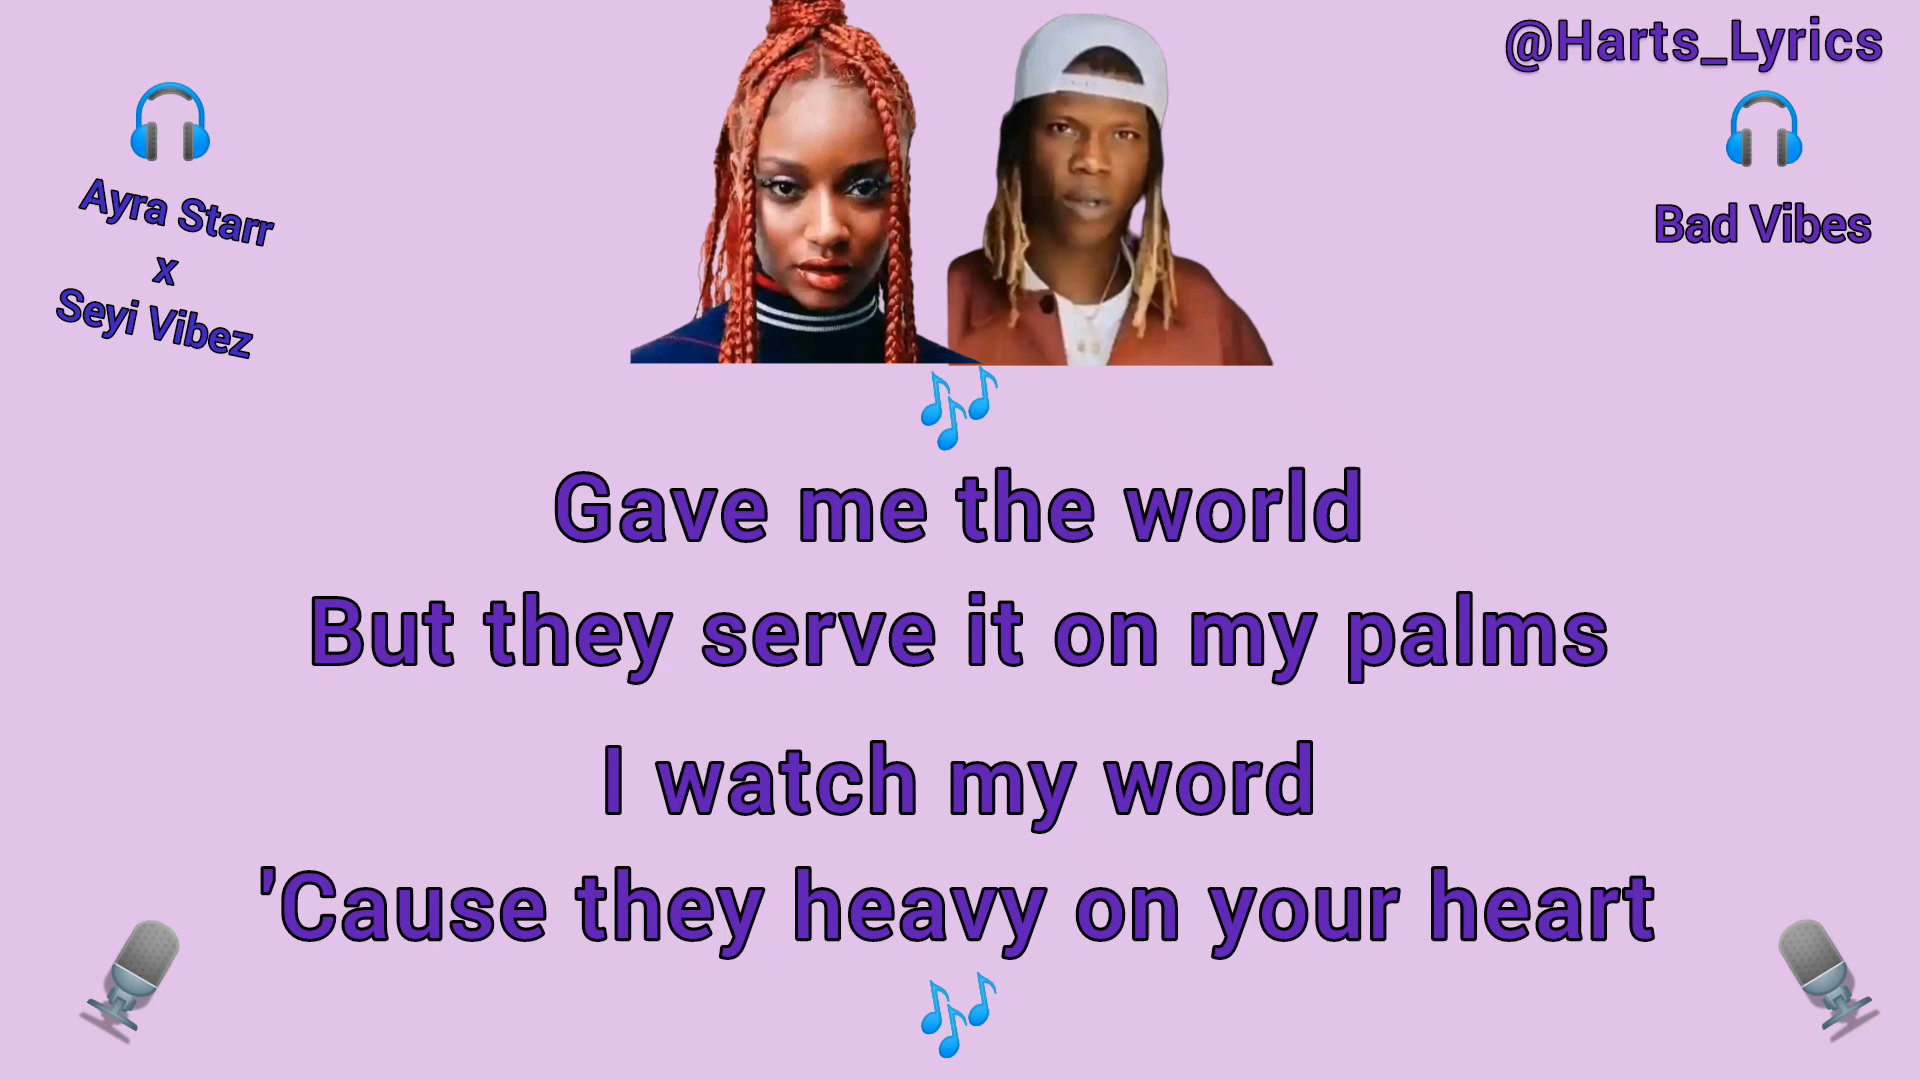 @Harts_Lyrics
Ayra Starr
x
Seyi Vibez
Bad Vibes
Gave me the world
But they serve it on my palms
I watch my word
'Cause they heavy on your heart